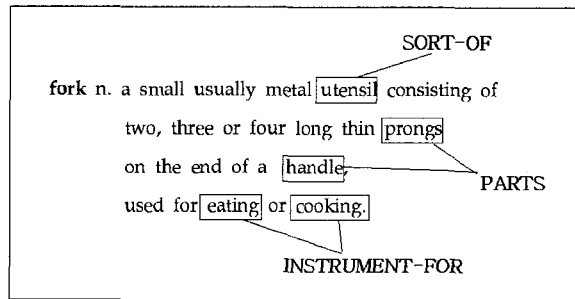 SORT-OF
fork n. a small usually metal utensil consisting of
two, three or four long thin prongs
on the end of a handle,
PARTS
used for eating or cooking.
INSTRUMENT-FOR